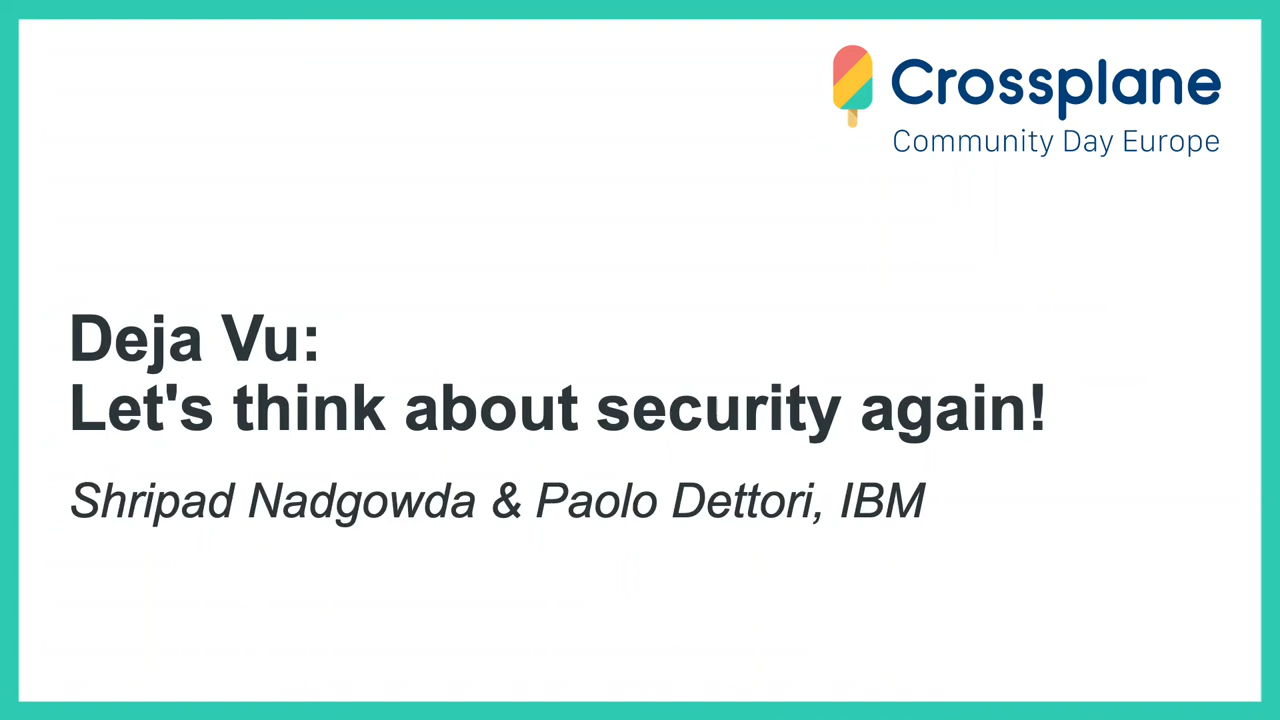 Crossplane
Community Day Europe
Deja Vu:
Let's think about security again!
Shripad Nadgowda & Paolo Dettori, IBM